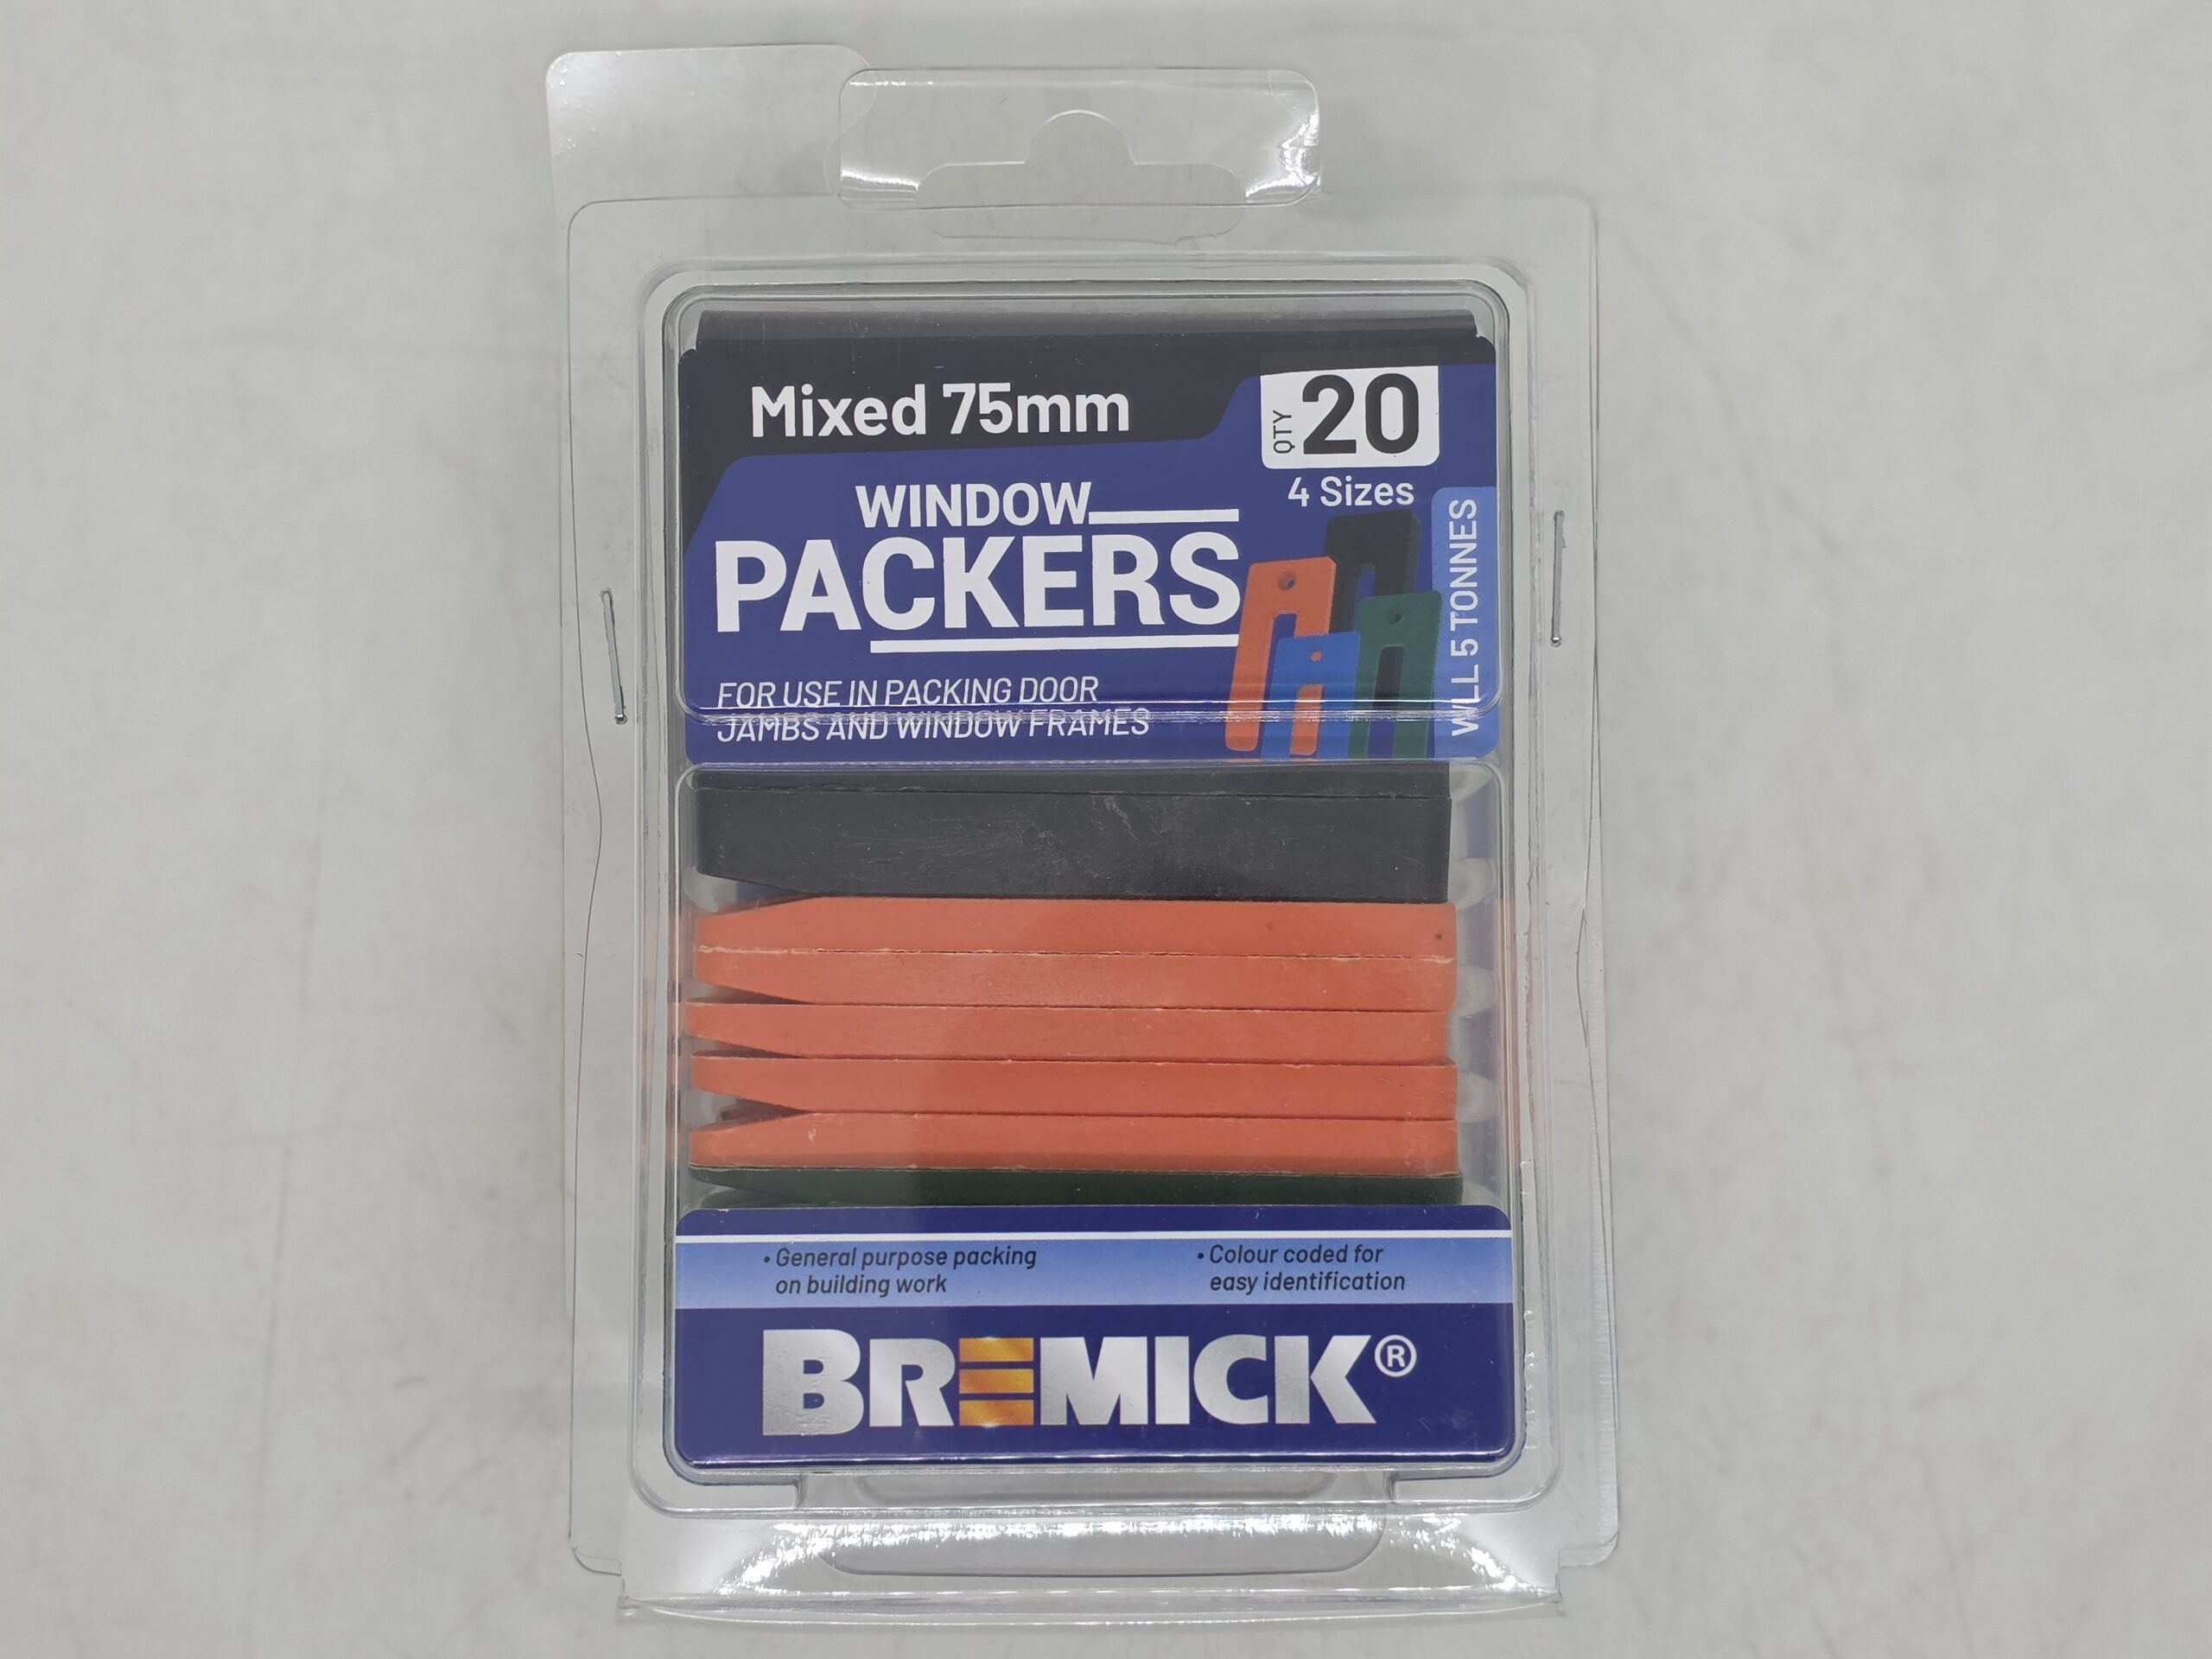 Mixed 75mm
QTY 20
4 Sizes
WINDOW
PACKERS
WLL 5 TONNES
FOR USE IN PACKING DOOR
JAMBS AND WINDOW FRAMES
• General purpose packing
on building work
• Colour coded for
easy identification
BREMICK®